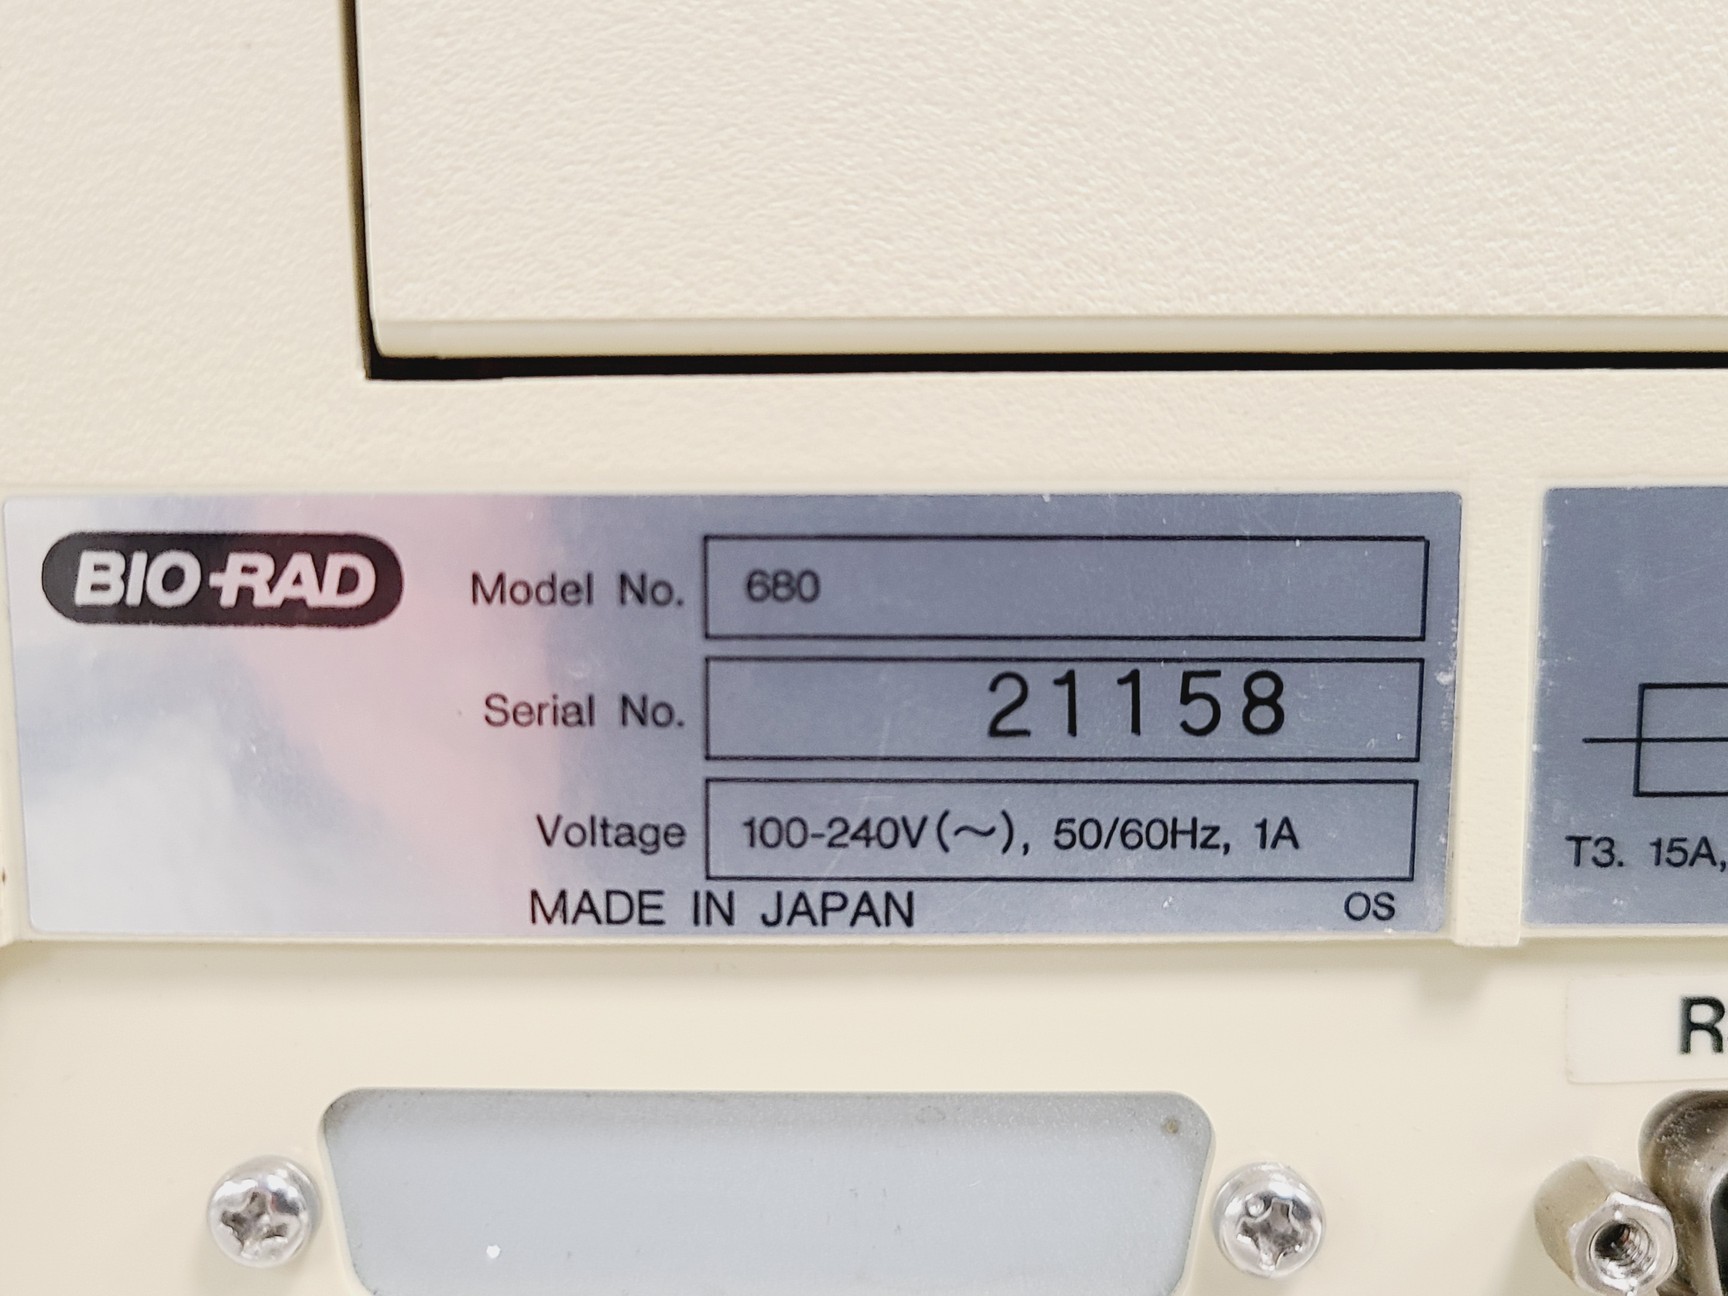 BIO-RAD
Model No. 680
Serial No. 21158
Voltage 100-240V(~), 50/60Hz, 1A
MADE IN JAPAN OS
T3. 15A,